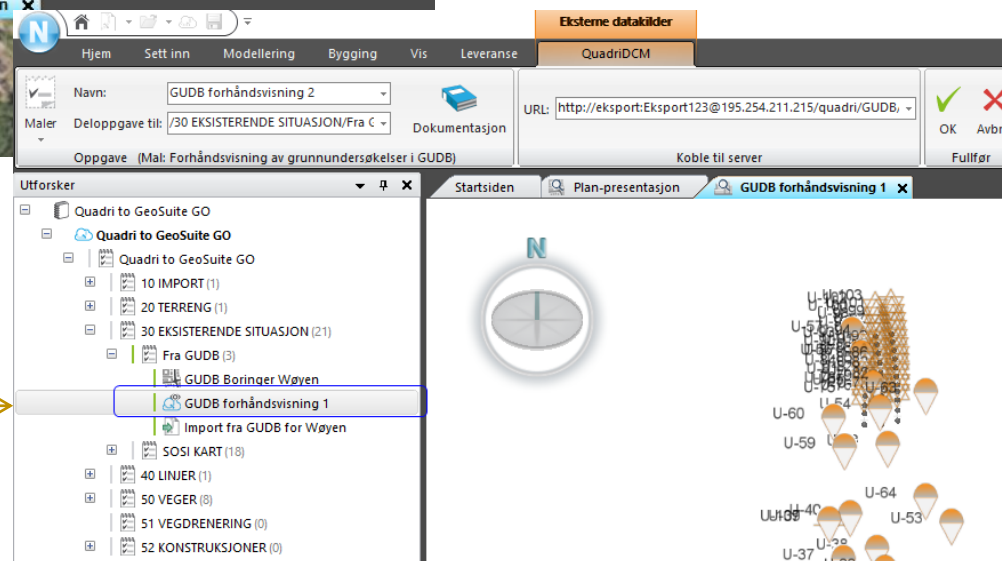 n X
N
Eksterne datakilder
Hjem Sett inn Modellering Bygging Vis Leveranse QuadriDCM
Navn: GUDB forhåndsvisning 2
Maler Deloppgave til: /30 EKSISTERENDE SITUASJON/Fra G
Dokumentasjon
URL: http://eksport:Eksport123@195.254.211.215/quadri/GUDB,
OK Avbr
Oppgave (Mal: Forhåndsvisning av grunnundersøkelser i GUDB) Koble til server Fullfør
Utforsker
Startsiden Plan-presentasjon GUDB forhåndsvisning 1
Quadri to GeoSuite GO
Quadri to GeoSuite GO
Quadri to GeoSuite GO
10 IMPORT (1)
20 TERRENG (1)
30 EKSISTERENDE SITUASJON (21)
Fra GUDB (3)
GUDB Boringer Wøyen
GUDB forhåndsvisning 1
Import fra GUDB for Wøyen
SOSI KART (18)
40 LINJER (1)
50 VEGER (8)
51 VEGDRENERING (0)
52 KONSTRUKSJONER (0)
N
U-63
U-54
U-60
U-59
U-64
U-53
U-38
U-37